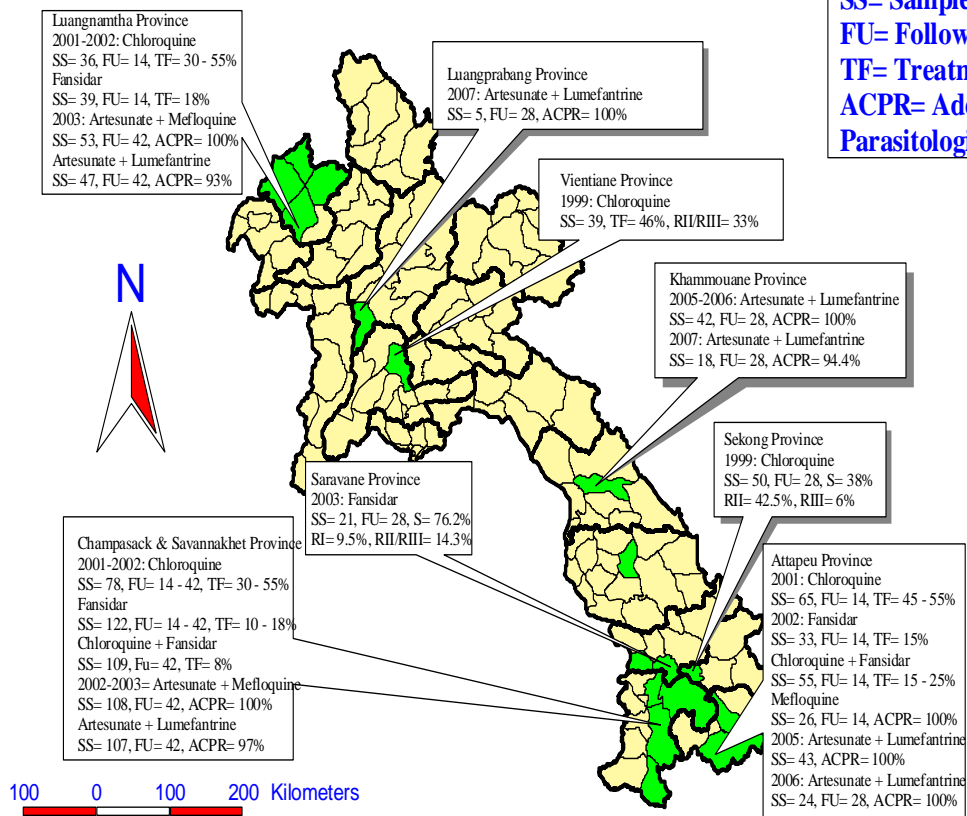 Luangnamtha Province
2001-2002: Chloroquine
SS= 36, FU= 14, TF= 30 - 55%
Fansidar
SS= 39, FU= 14, TF= 18%
2003: Artesunate + Mefloquine
SS= 53, FU= 42, ACPR= 100%
Artesunate + Lumefantrine
SS= 47, FU= 42, ACPR= 93%
Luangprabang Province
2007: Artesunate + Lumefantrine
SS= 5, FU= 28, ACPR= 100%
SS= Sample
FU= Follow
TF= Treatm
ACPR= Ade
Parasitolog
Vientiane Province
1999: Chloroquine
SS= 39, TF= 46%, RII/RIII= 33%
N
Khammouane Province
2005-2006: Artesunate + Lumefantrine
SS= 42, FU= 28, ACPR= 100%
2007: Artesunate + Lumefantrine
SS= 18, FU= 28, ACPR= 94.4%
Sekong Province
1999: Chloroquine
SS= 50, FU= 28, S= 38%
RII= 42.5%, RIII= 6%
Saravane Province
2003: Fansidar
SS= 21, FU= 28, S= 76.2%
RI= 9.5%, RII/RIII= 14.3%
Champasack & Savannakhet Province
2001-2002: Chloroquine
SS= 78, FU= 14 - 42, TF= 30 - 55%
Fansidar
SS= 122, FU= 14 - 42, TF= 10 - 18%
Chloroquine + Fansidar
SS= 109, Fu= 42, TF= 8%
2002-2003= Artesunate + Mefloquine
SS= 108, FU= 42, ACPR= 100%
Artesunate + Lumefantrine
SS= 107, FU= 42, ACPR= 97%
Attapeu Province
2001: Chloroquine
SS= 65, FU= 14, TF= 45 - 55%
2002: Fansidar
SS= 33, FU= 14, TF= 15%
Chloroquine + Fansidar
SS= 55, FU= 14, TF= 15 - 25%
Mefloquine
SS= 26, FU= 14, ACPR= 100%
2005: Artesunate + Lumefantrine
SS= 43, ACPR= 100%
2006: Artesunate + Lumefantrine
SS= 24, FU= 28, ACPR= 100%
100 0 100 200 Kilometers